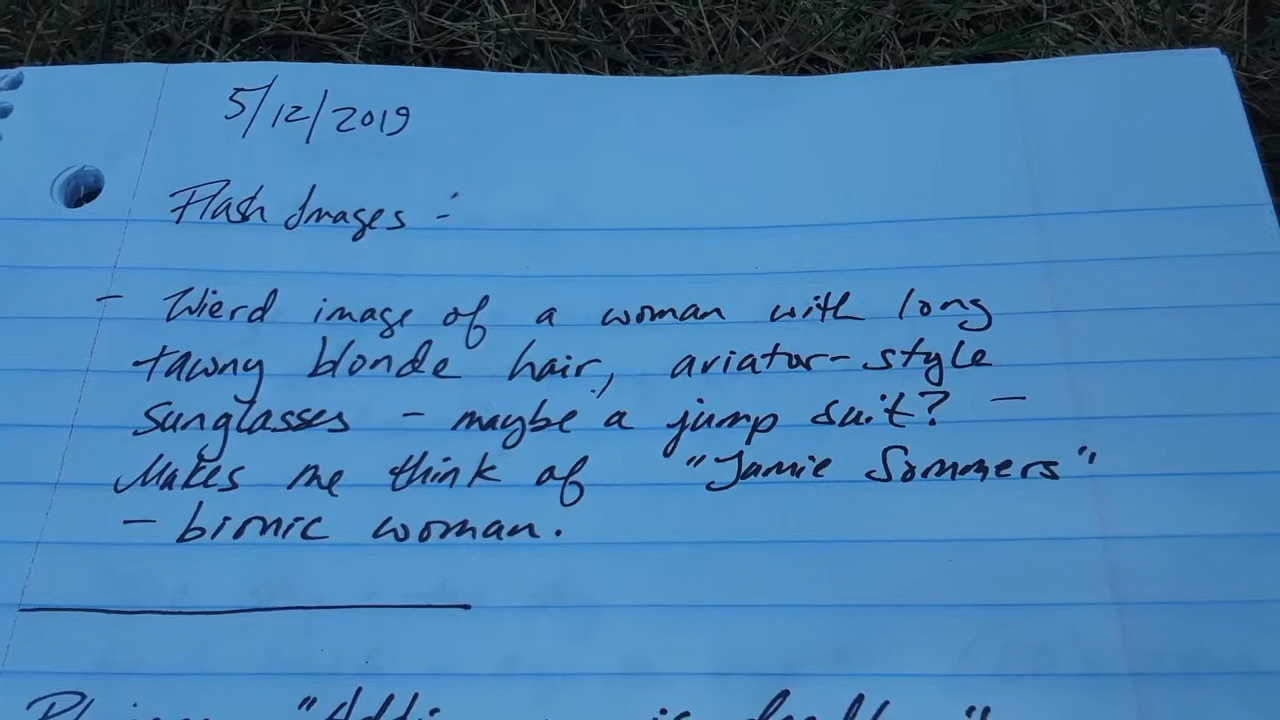 5/12/2019
Flash Images :
- Wierd image of a woman with long
tawny blonde hair, aviator-style
sunglasses - maybe a jump suit? -
Makes me think of "Jamie Sommers"
- bionic woman.